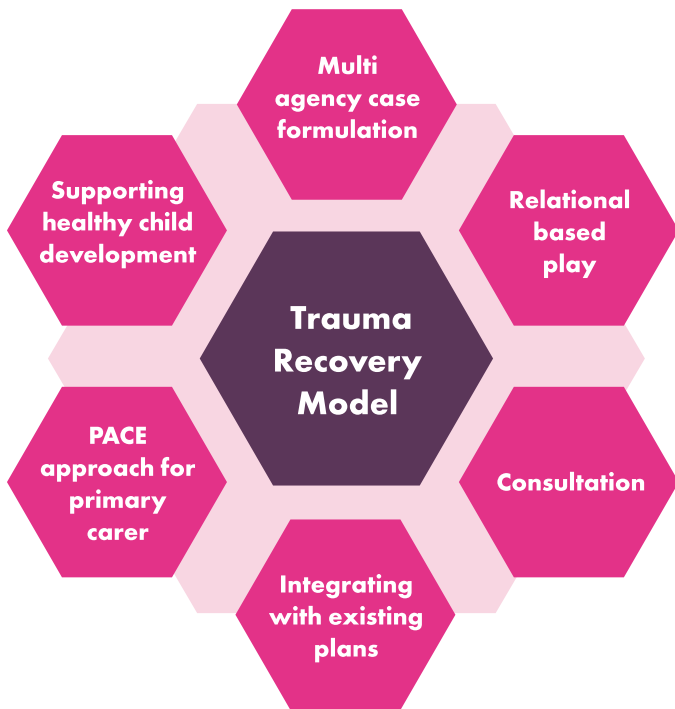 Multi
agency case
formulation
Supporting
healthy child
development
Relational
based
play
Trauma
Recovery
Model
PACE
approach for
primary
carer
Consultation
Integrating
with existing
plans